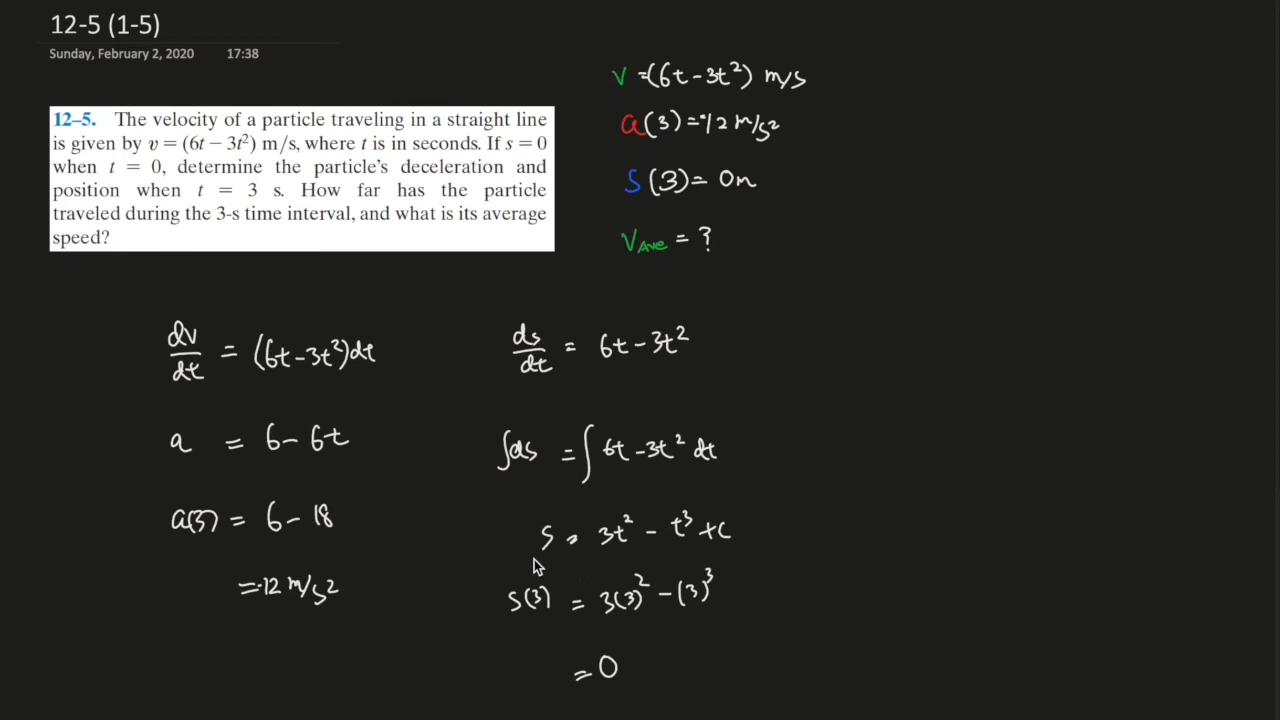 12-5 (1-5)
Sunday, February 2, 2020 17:38
12–5. The velocity of a particle traveling in a straight line
is given by v = (6t − 3t²) m/s, where t is in seconds. If s = 0
when t = 0, determine the particle's deceleration and
position when t = 3 s. How far has the particle
traveled during the 3-s time interval, and what is its average
speed?
v =(6t - 3t²) m/s
a(3) = -12 m/s²
S(3) = 0m
V_Ave = ?
dv/dt = (6t-3t²)dt
a = 6 - 6t
a(3) = 6 - 18
= -12 m/s²
ds/dt = 6t - 3t²
∫ds = ∫ 6t - 3t² dt
s = 3t² - t³ + c
s(3) = 3(3)² - (3)³
= 0